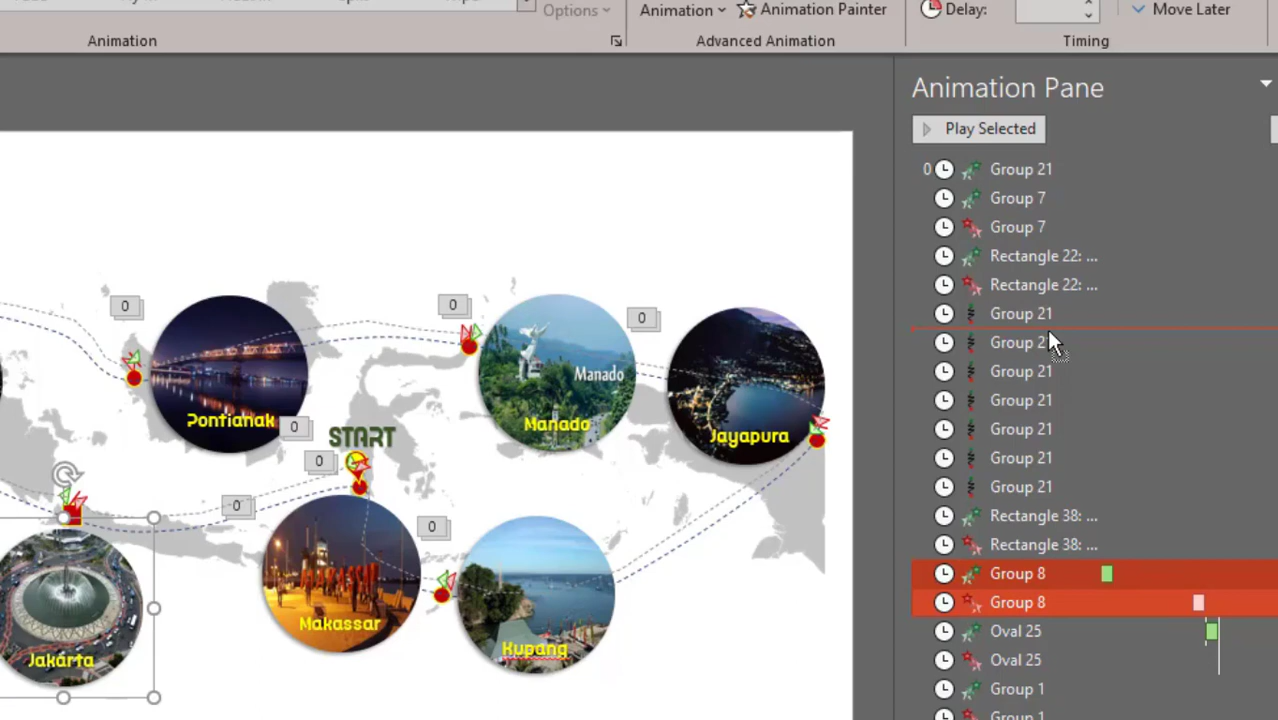 Options
Animation
Animation Painter
Delay:
Move Later
Animation
Advanced Animation
Timing
Animation Pane
Play Selected
0 Group 21
Group 7
Group 7
Rectangle 22: ...
Rectangle 22: ...
Group 21
Group 21
Group 21
Group 21
Group 21
Group 21
Group 21
Rectangle 38: ...
Rectangle 38: ...
Group 8
Group 8
Oval 25
Oval 25
Group 1
Group 1
0
0
0
Manado
Pontianak
Manado
Jayapura
0
START
0
0
0
Makassar
Kupang
Jakarta